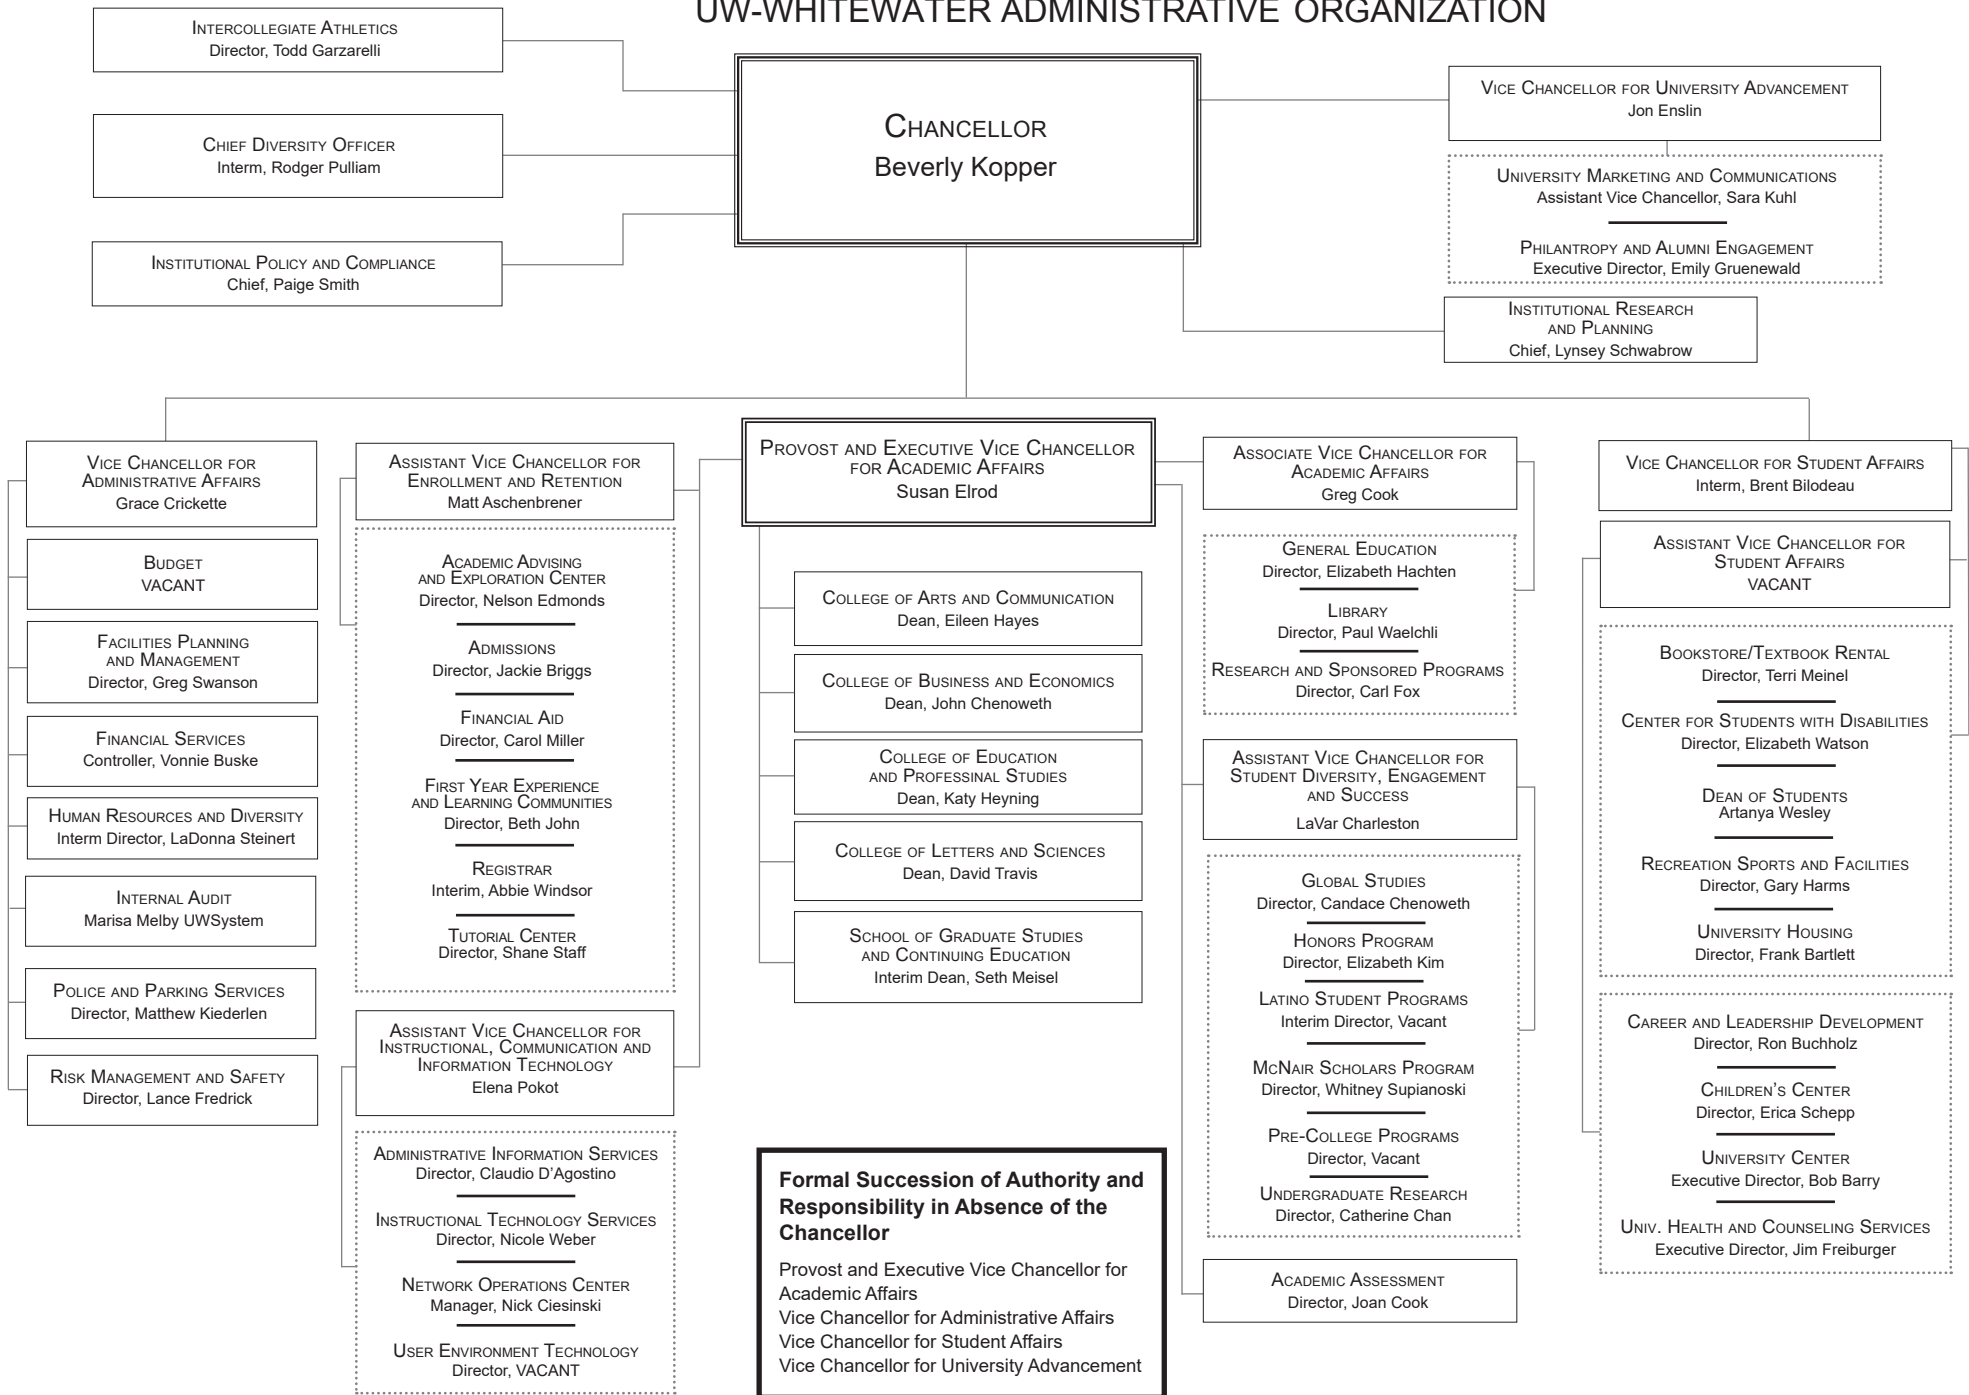 UW-WHITEWATER ADMINISTRATIVE ORGANIZATION
INTERCOLLEGIATE ATHLETICS
Director, Todd Garzarelli
CHIEF DIVERSITY OFFICER
Interm, Rodger Pulliam
INSTITUTIONAL POLICY AND COMPLIANCE
Chief, Paige Smith
CHANCELLOR
Beverly Kopper
VICE CHANCELLOR FOR UNIVERSITY ADVANCEMENT
Jon Enslin
UNIVERSITY MARKETING AND COMMUNICATIONS
Assistant Vice Chancellor, Sara Kuhl
PHILANTROPY AND ALUMNI ENGAGEMENT
Executive Director, Emily Gruenewald
INSTITUTIONAL RESEARCH
AND PLANNING
Chief, Lynsey Schwabrow
VICE CHANCELLOR FOR
ADMINISTRATIVE AFFAIRS
Grace Crickette
BUDGET
VACANT
FACILITIES PLANNING
AND MANAGEMENT
Director, Greg Swanson
FINANCIAL SERVICES
Controller, Vonnie Buske
HUMAN RESOURCES AND DIVERSITY
Interm Director, LaDonna Steinert
INTERNAL AUDIT
Marisa Melby UWSystem
POLICE AND PARKING SERVICES
Director, Matthew Kiederlen
RISK MANAGEMENT AND SAFETY
Director, Lance Fredrick
ASSISTANT VICE CHANCELLOR FOR
ENROLLMENT AND RETENTION
Matt Aschenbrener
ACADEMIC ADVISING
AND EXPLORATION CENTER
Director, Nelson Edmonds
ADMISSIONS
Director, Jackie Briggs
FINANCIAL AID
Director, Carol Miller
FIRST YEAR EXPERIENCE
AND LEARNING COMMUNITIES
Director, Beth John
REGISTRAR
Interim, Abbie Windsor
TUTORIAL CENTER
Director, Shane Staff
ASSISTANT VICE CHANCELLOR FOR
INSTRUCTIONAL, COMMUNICATION AND
INFORMATION TECHNOLOGY
Elena Pokot
ADMINISTRATIVE INFORMATION SERVICES
Director, Claudio D'Agostino
INSTRUCTIONAL TECHNOLOGY SERVICES
Director, Nicole Weber
NETWORK OPERATIONS CENTER
Manager, Nick Ciesinski
USER ENVIRONMENT TECHNOLOGY
Director, VACANT
PROVOST AND EXECUTIVE VICE CHANCELLOR
FOR ACADEMIC AFFAIRS
Susan Elrod
COLLEGE OF ARTS AND COMMUNICATION
Dean, Eileen Hayes
COLLEGE OF BUSINESS AND ECONOMICS
Dean, John Chenoweth
COLLEGE OF EDUCATION
AND PROFESSINAL STUDIES
Dean, Katy Heyning
COLLEGE OF LETTERS AND SCIENCES
Dean, David Travis
SCHOOL OF GRADUATE STUDIES
AND CONTINUING EDUCATION
Interim Dean, Seth Meisel
Formal Succession of Authority and
Responsibility in Absence of the
Chancellor
Provost and Executive Vice Chancellor for
Academic Affairs
Vice Chancellor for Administrative Affairs
Vice Chancellor for Student Affairs
Vice Chancellor for University Advancement
ASSOCIATE VICE CHANCELLOR FOR
ACADEMIC AFFAIRS
Greg Cook
GENERAL EDUCATION
Director, Elizabeth Hachten
LIBRARY
Director, Paul Waelchli
RESEARCH AND SPONSORED PROGRAMS
Director, Carl Fox
ASSISTANT VICE CHANCELLOR FOR
STUDENT DIVERSITY, ENGAGEMENT
AND SUCCESS
LaVar Charleston
GLOBAL STUDIES
Director, Candace Chenoweth
HONORS PROGRAM
Director, Elizabeth Kim
LATINO STUDENT PROGRAMS
Interim Director, Vacant
MCNAIR SCHOLARS PROGRAM
Director, Whitney Supianoski
PRE-COLLEGE PROGRAMS
Director, Vacant
UNDERGRADUATE RESEARCH
Director, Catherine Chan
ACADEMIC ASSESSMENT
Director, Joan Cook
VICE CHANCELLOR FOR STUDENT AFFAIRS
Interim, Brent Bilodeau
ASSISTANT VICE CHANCELLOR FOR
STUDENT AFFAIRS
VACANT
BOOKSTORE/TEXTBOOK RENTAL
Director, Terri Meinel
CENTER FOR STUDENTS WITH DISABILITIES
Director, Elizabeth Watson
DEAN OF STUDENTS
Artanya Wesley
RECREATION SPORTS AND FACILITIES
Director, Gary Harms
UNIVERSITY HOUSING
Director, Frank Bartlett
CAREER AND LEADERSHIP DEVELOPMENT
Director, Ron Buchholz
CHILDREN'S CENTER
Director, Erica Schepp
UNIVERSITY CENTER
Executive Director, Bob Barry
UNIV. HEALTH AND COUNSELING SERVICES
Executive Director, Jim Freiburger